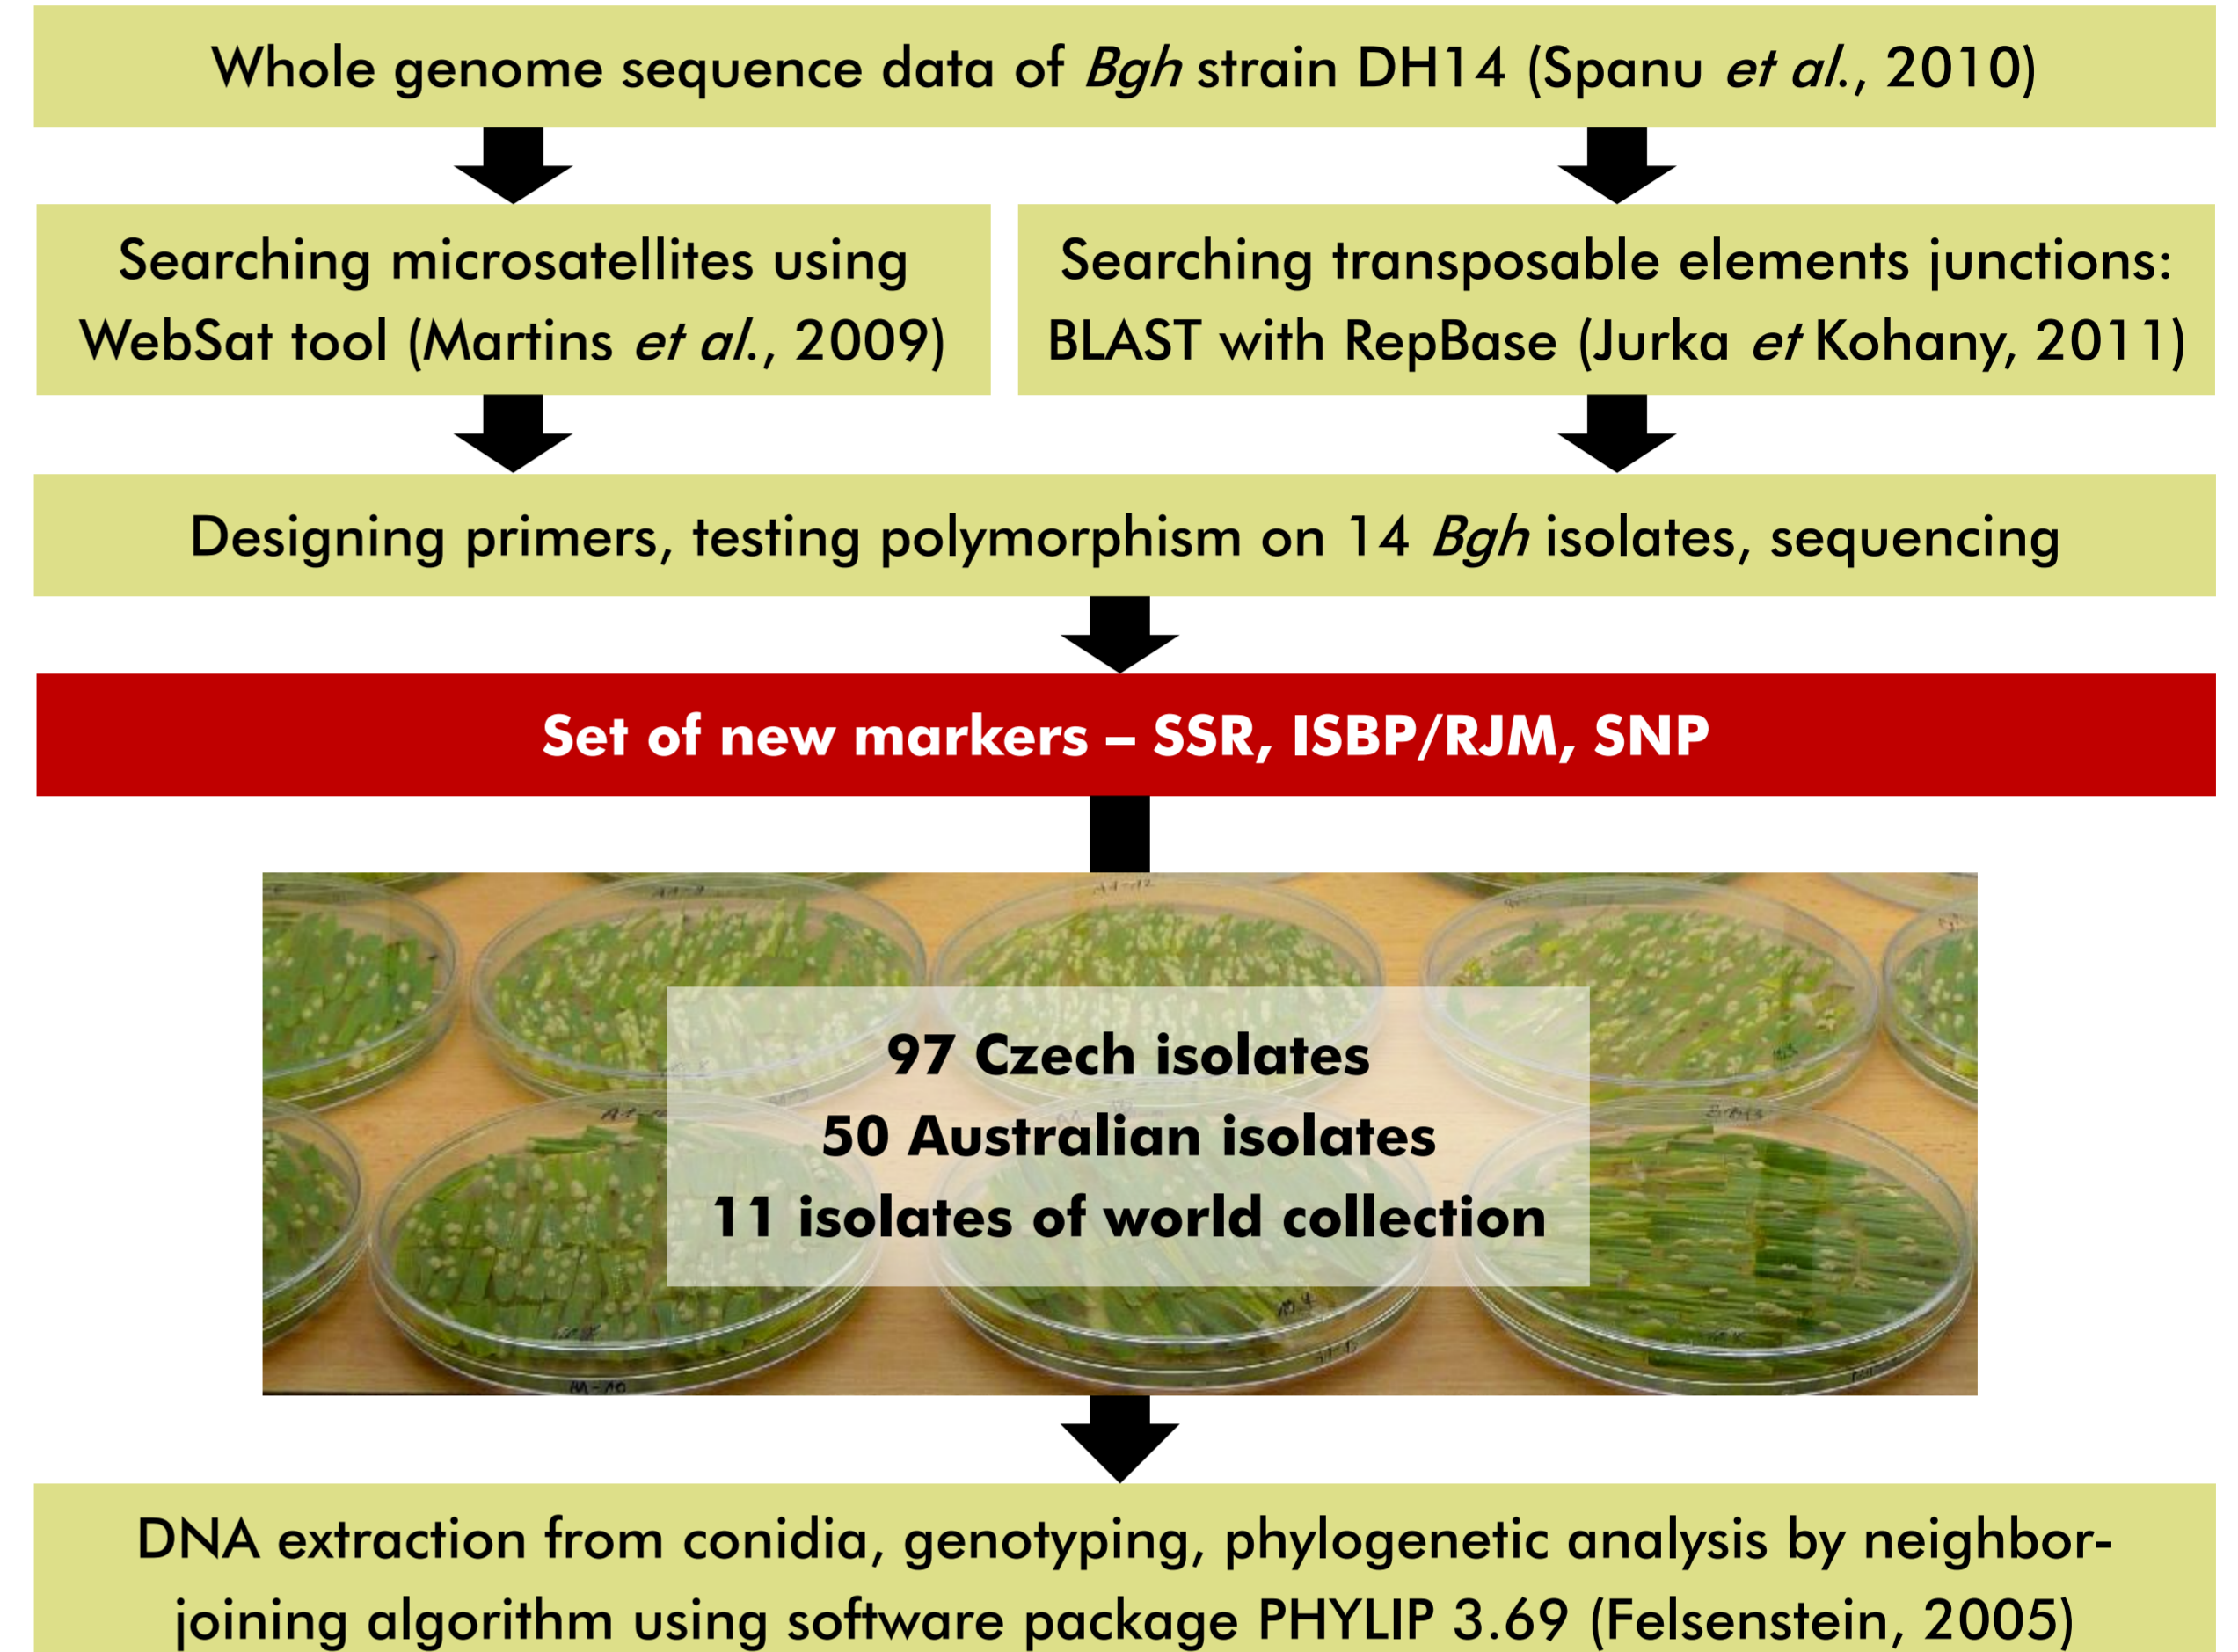 Whole genome sequence data of Bgh strain DH14 (Spanu et al., 2010)
Searching microsatellites using
WebSat tool (Martins et al., 2009)
Searching transposable elements junctions:
BLAST with RepBase (Jurka et Kohany, 2011)
Designing primers, testing polymorphism on 14 Bgh isolates, sequencing
Set of new markers – SSR, ISBP/RJM, SNP
97 Czech isolates
50 Australian isolates
11 isolates of world collection
DNA extraction from conidia, genotyping, phylogenetic analysis by neighbor-
joining algorithm using software package PHYLIP 3.69 (Felsenstein, 2005)